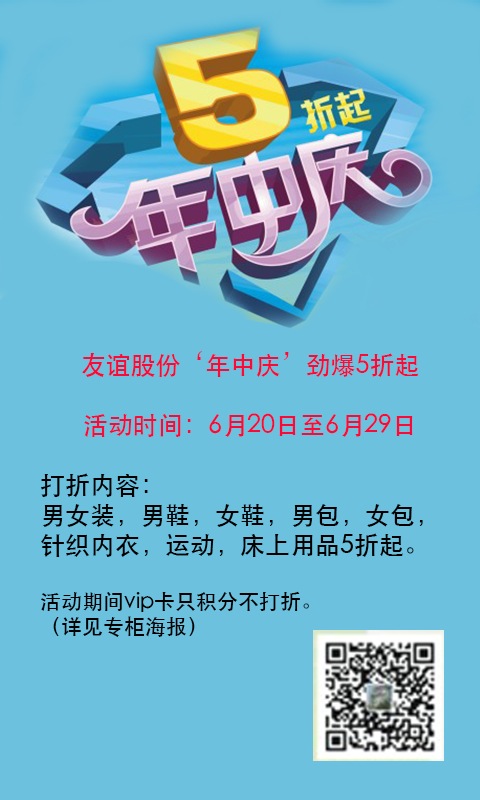 5
折起
年中庆
友谊股份‘年中庆’劲爆5折起
活动时间：6月20日至6月29日
打折内容：
男女装，男鞋，女鞋，男包，女包，
针织内衣，运动，床上用品5折起。
活动期间vip卡只积分不打折。
（详见专柜海报）